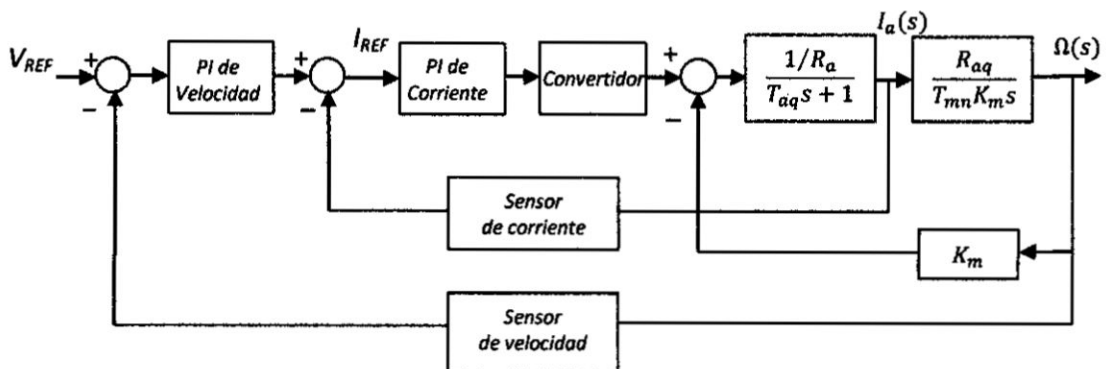 V_REF
+
−
PI de
Velocidad
+
−
I_REF
PI de
Corriente
Convertidor
+
−
1/R_a
T_aq s + 1
I_a(s)
R_aq
T_mn K_m s
Ω(s)
Sensor
de corriente
K_m
Sensor
de velocidad